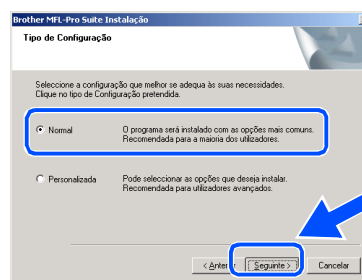 Brother MFL-Pro Suite Instalação
Tipo de Configuração
Seleccione a configuração que melhor se adequa às suas necessidades.
Clique no tipo de Configuração pretendida.
Normal
O programa será instalado com as opções mais comuns.
Recomendada para a maioria dos utilizadores.
Personalizada
Pode seleccionar as opções que deseja instalar.
Recomendada para utilizadores avançados.
< Anterior
Seguinte >
Cancelar